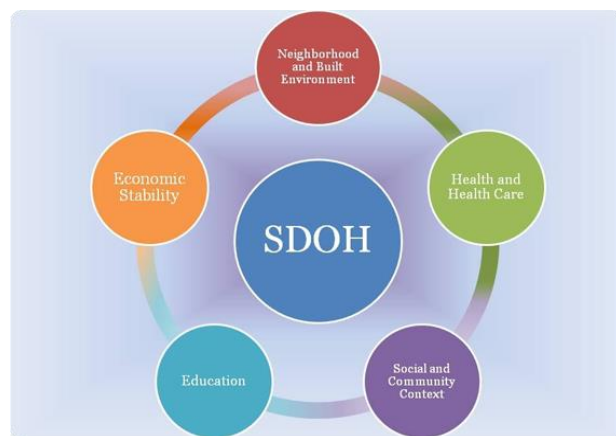 Neighborhood
and Built
Environment
Economic
Stability
Health and
Health Care
SDOH
Education
Social and
Community
Context